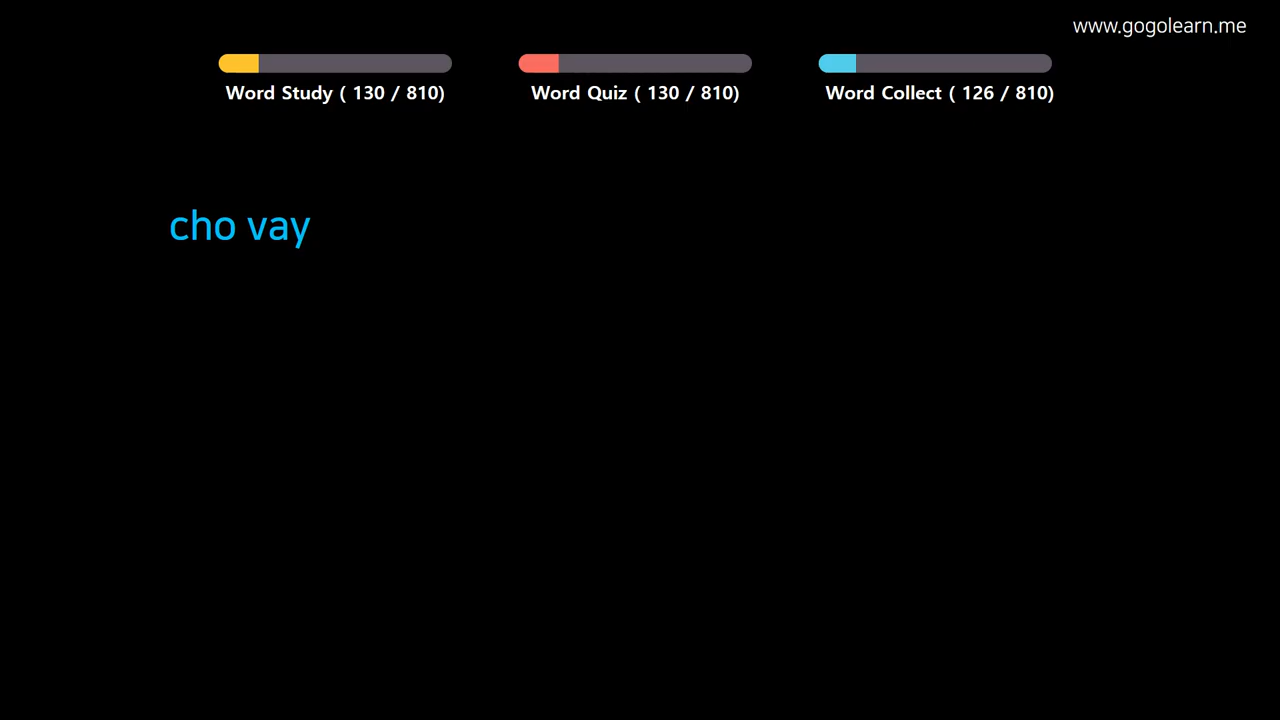 www.gogolearn.me
Word Study ( 130 / 810)
Word Quiz ( 130 / 810)
Word Collect ( 126 / 810)
cho vay